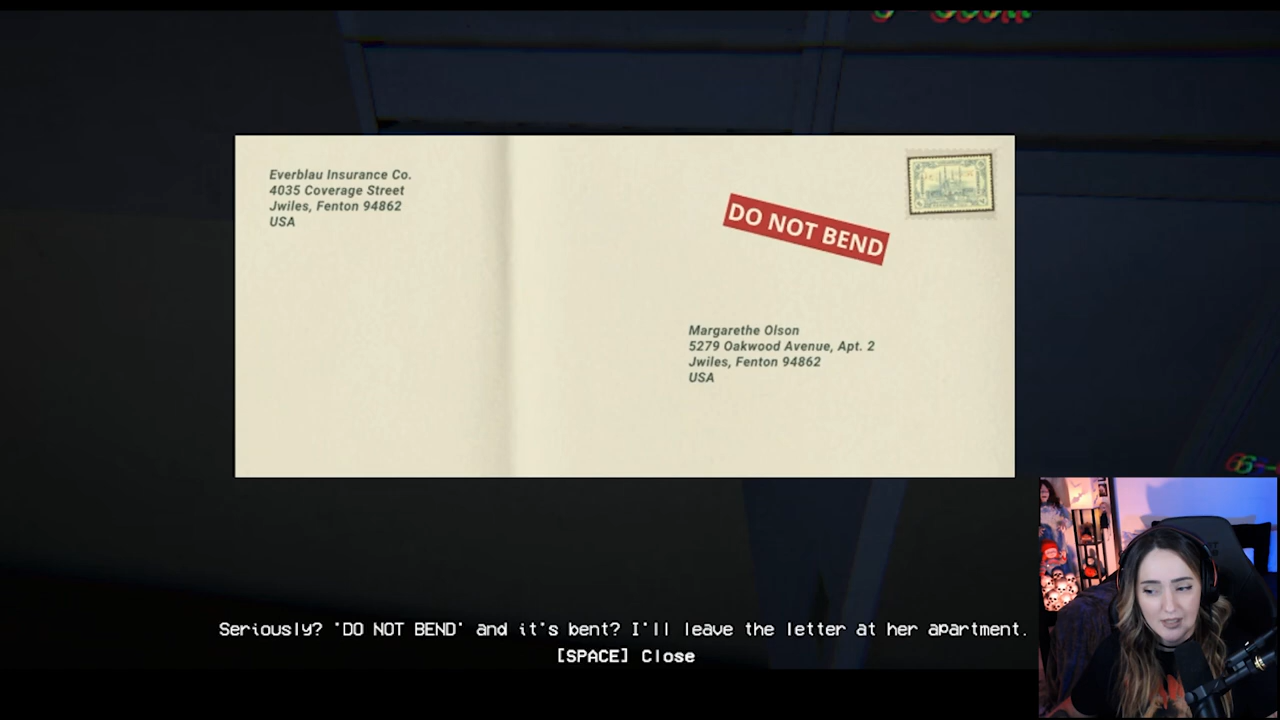 Everblau Insurance Co.
4035 Coverage Street
Jwiles, Fenton 94862
USA
DO NOT BEND
Margarethe Olson
5279 Oakwood Avenue, Apt. 2
Jwiles, Fenton 94862
USA
Seriously? 'DO NOT BEND' and it's bent? I'll leave the letter at her apartment.
[SPACE] Close